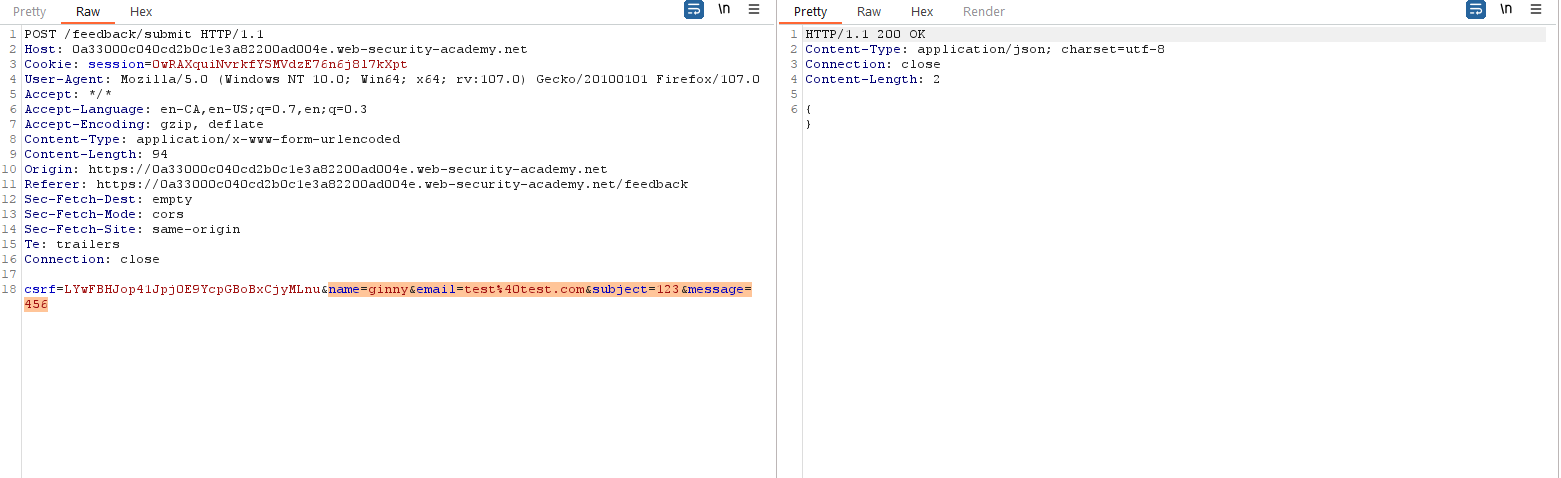 Pretty Raw Hex \n
1 POST /feedback/submit HTTP/1.1
2 Host: 0a33000c040cd2b0c1e3a82200ad004e.web-security-academy.net
3 Cookie: session=0wRAXquiNvrkfYSMVdzE76n6j8l7kXpt
4 User-Agent: Mozilla/5.0 (Windows NT 10.0; Win64; x64; rv:107.0) Gecko/20100101 Firefox/107.0
5 Accept: */*
6 Accept-Language: en-CA,en-US;q=0.7,en;q=0.3
7 Accept-Encoding: gzip, deflate
8 Content-Type: application/x-www-form-urlencoded
9 Content-Length: 94
10 Origin: https://0a33000c040cd2b0c1e3a82200ad004e.web-security-academy.net
11 Referer: https://0a33000c040cd2b0c1e3a82200ad004e.web-security-academy.net/feedback
12 Sec-Fetch-Dest: empty
13 Sec-Fetch-Mode: cors
14 Sec-Fetch-Site: same-origin
15 Te: trailers
16 Connection: close
17
18 csrf=LYwFBHJop41JpjOE9YcpGBoBxCjyMLnu&name=ginny&email=test%40test.com&subject=123&message=
456
Pretty Raw Hex Render \n
1 HTTP/1.1 200 OK
2 Content-Type: application/json; charset=utf-8
3 Connection: close
4 Content-Length: 2
5
6 {
}